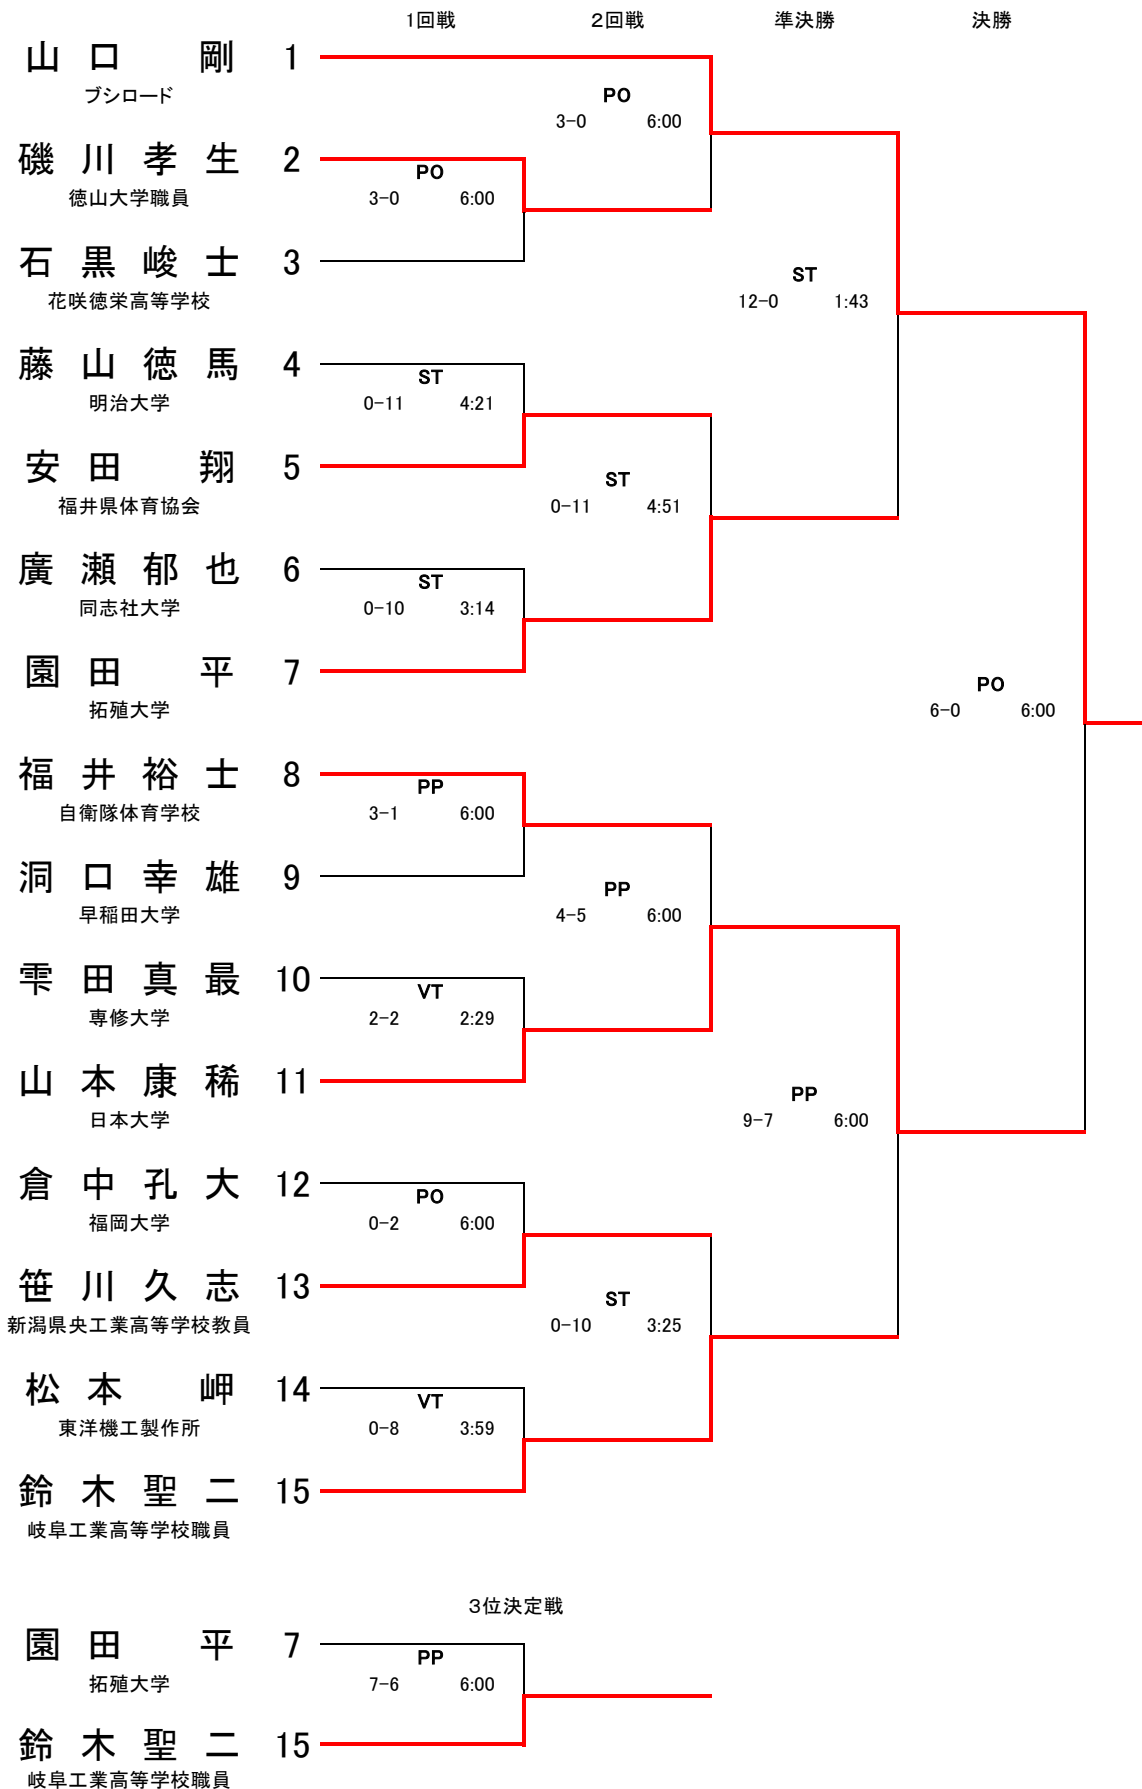 1回戦 2回戦 準決勝 決勝
山口 剛 1
ブシロード
PO
3-0 6:00
磯川孝生 2
徳山大学職員
PO
3-0 6:00
石黒峻士 3
花咲徳栄高等学校
ST
12-0 1:43
藤山徳馬 4
明治大学
ST
0-11 4:21
安田 翔 5
福井県体育協会
ST
0-11 4:51
廣瀬郁也 6
同志社大学
ST
0-10 3:14
園田 平 7
拓殖大学
PO
6-0 6:00
福井裕士 8
自衛隊体育学校
PP
3-1 6:00
洞口幸雄 9
早稲田大学
PP
4-5 6:00
雫田真最 10
専修大学
VT
2-2 2:29
山本康稀 11
日本大学
PP
9-7 6:00
倉中孔大 12
福岡大学
PO
0-2 6:00
笹川久志 13
新潟県央工業高等学校教員
ST
0-10 3:25
松本 岬 14
東洋機工製作所
VT
0-8 3:59
鈴木聖二 15
岐阜工業高等学校職員
3位決定戦
園田 平 7
拓殖大学
PP
7-6 6:00
鈴木聖二 15
岐阜工業高等学校職員